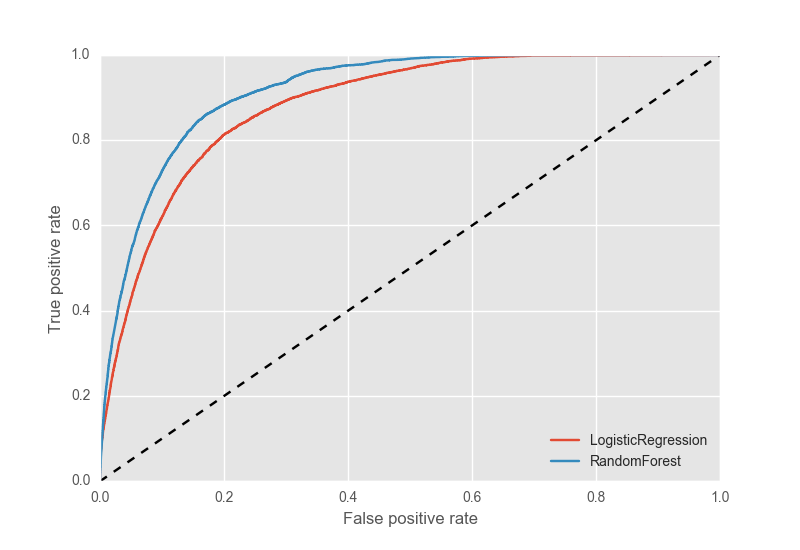 1.0
0.8
0.6
0.4
0.2
0.0
True positive rate
LogisticRegression
RandomForest
0.0 0.2 0.4 0.6 0.8 1.0
False positive rate